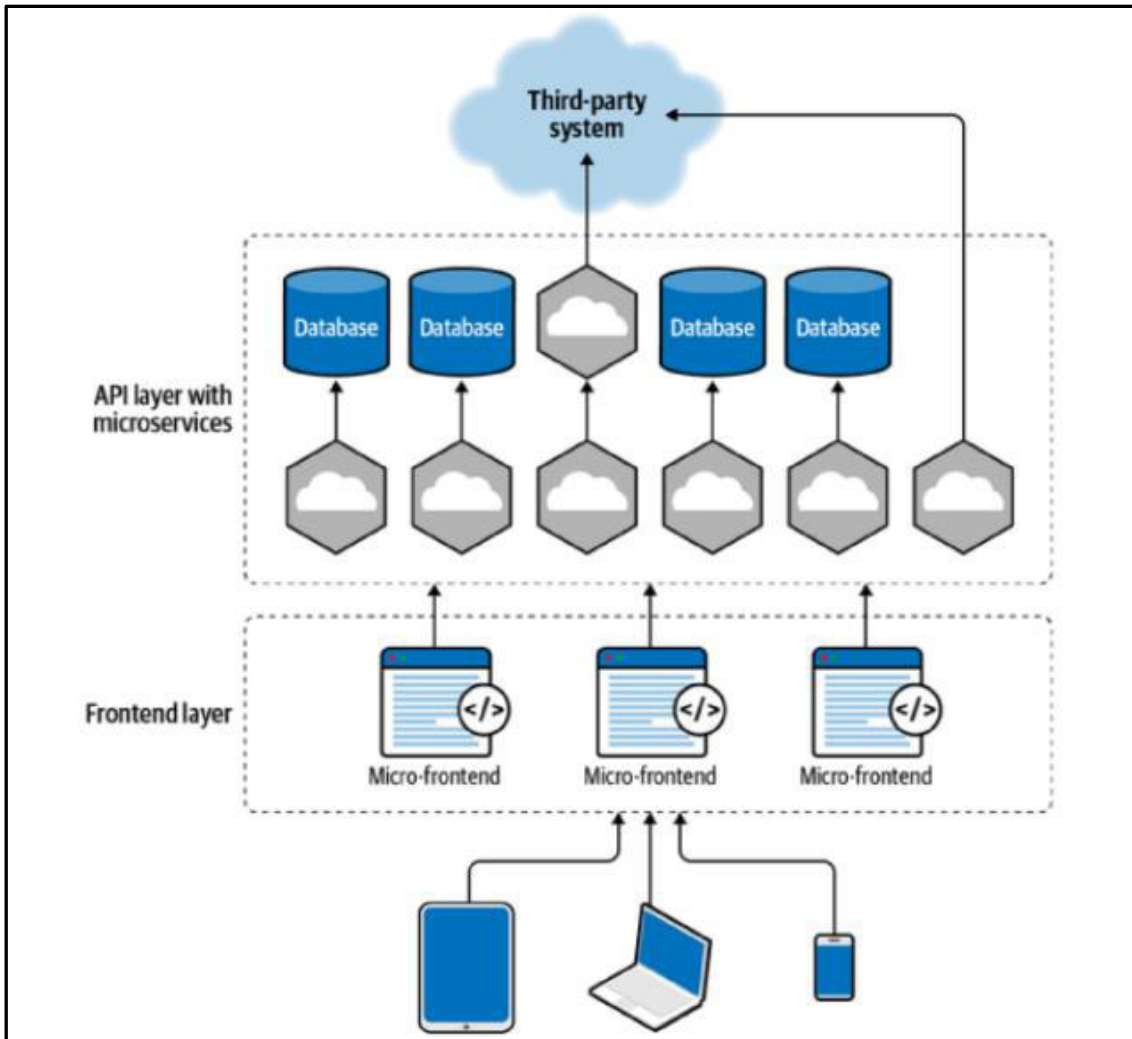 Third-party
system
Database
Database
Database
Database
API layer with
microservices
</>
</>
</>
Frontend layer
Micro-frontend
Micro-frontend
Micro-frontend